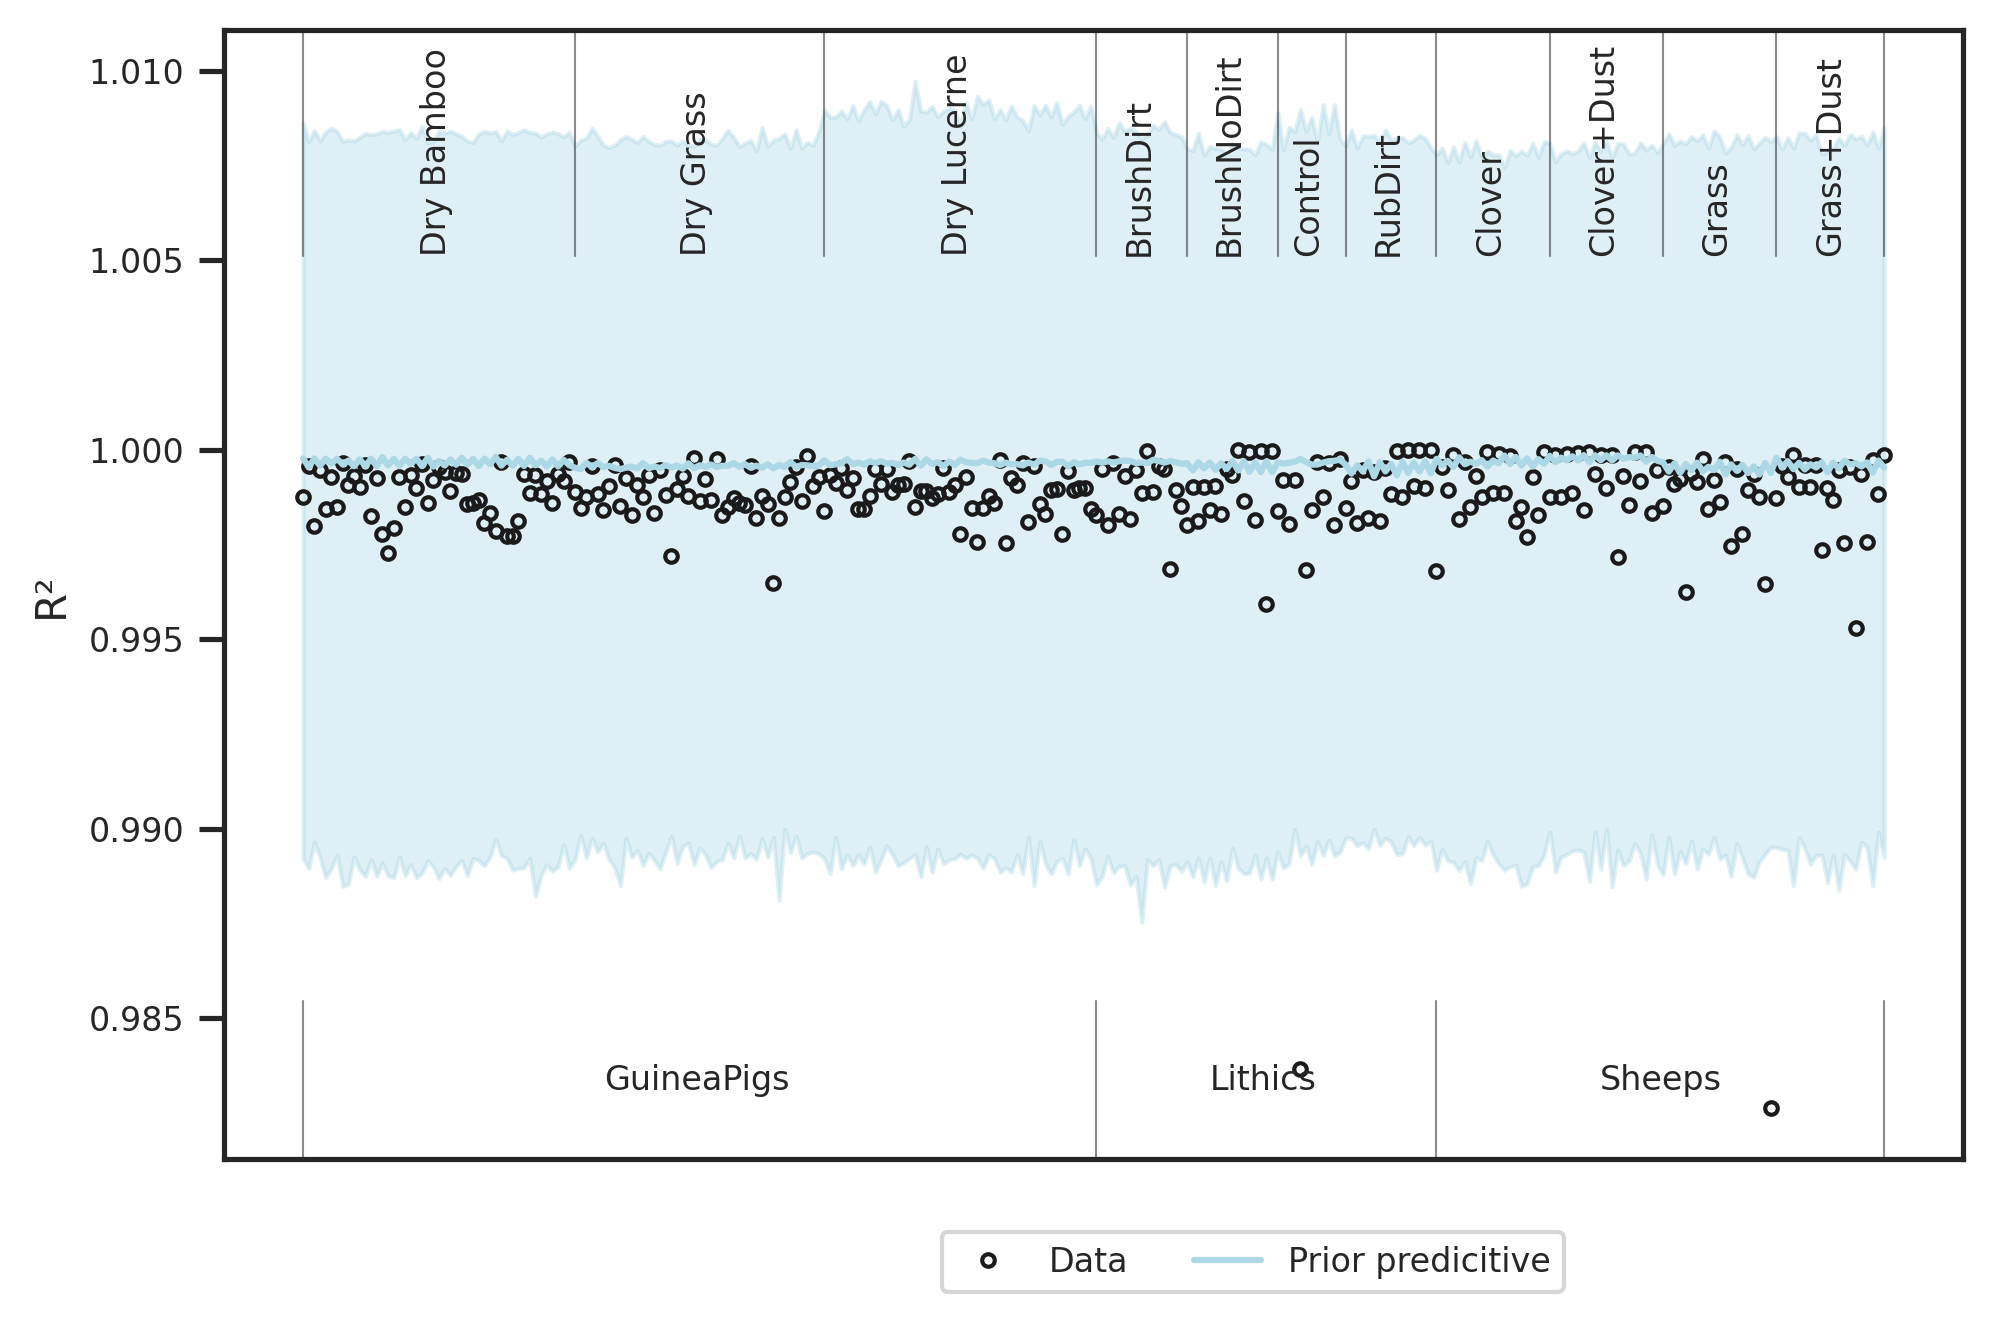 1.010
1.005
1.000
0.995
0.990
0.985
R²
Dry Bamboo
Dry Grass
Dry Lucerne
BrushDirt
BrushNoDirt
Control
RubDirt
Clover
Clover+Dust
Grass
Grass+Dust
GuineaPigs
Lithics
Sheeps
Data
Prior predicitive